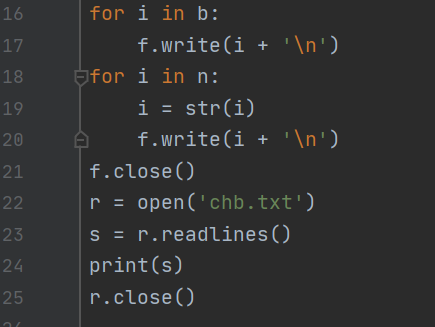 16 for i in b:
17     f.write(i + '\n')
18 for i in n:
19     i = str(i)
20     f.write(i + '\n')
21 f.close()
22 r = open('chb.txt')
23 s = r.readlines()
24 print(s)
25 r.close()